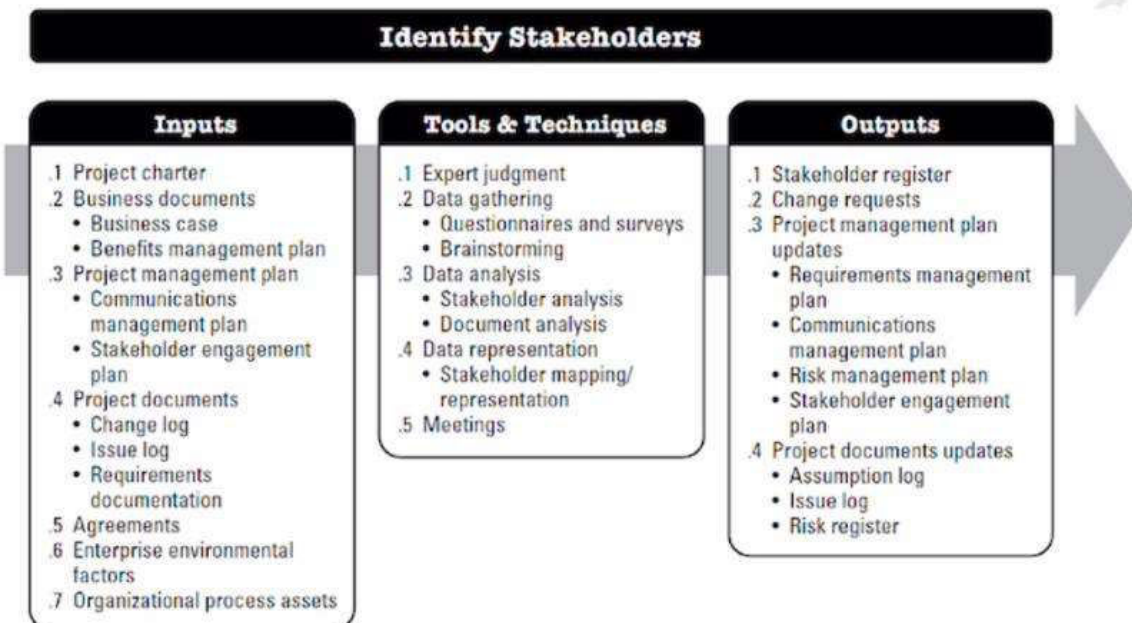 Identify Stakeholders
Inputs
.1 Project charter
.2 Business documents
• Business case
• Benefits management plan
.3 Project management plan
• Communications
management plan
• Stakeholder engagement
plan
.4 Project documents
• Change log
• Issue log
• Requirements
documentation
.5 Agreements
.6 Enterprise environmental
factors
.7 Organizational process assets
Tools & Techniques
.1 Expert judgment
.2 Data gathering
• Questionnaires and surveys
• Brainstorming
.3 Data analysis
• Stakeholder analysis
• Document analysis
.4 Data representation
• Stakeholder mapping/
representation
.5 Meetings
Outputs
.1 Stakeholder register
.2 Change requests
.3 Project management plan
updates
• Requirements management
plan
• Communications
management plan
• Risk management plan
• Stakeholder engagement
plan
.4 Project documents updates
• Assumption log
• Issue log
• Risk register